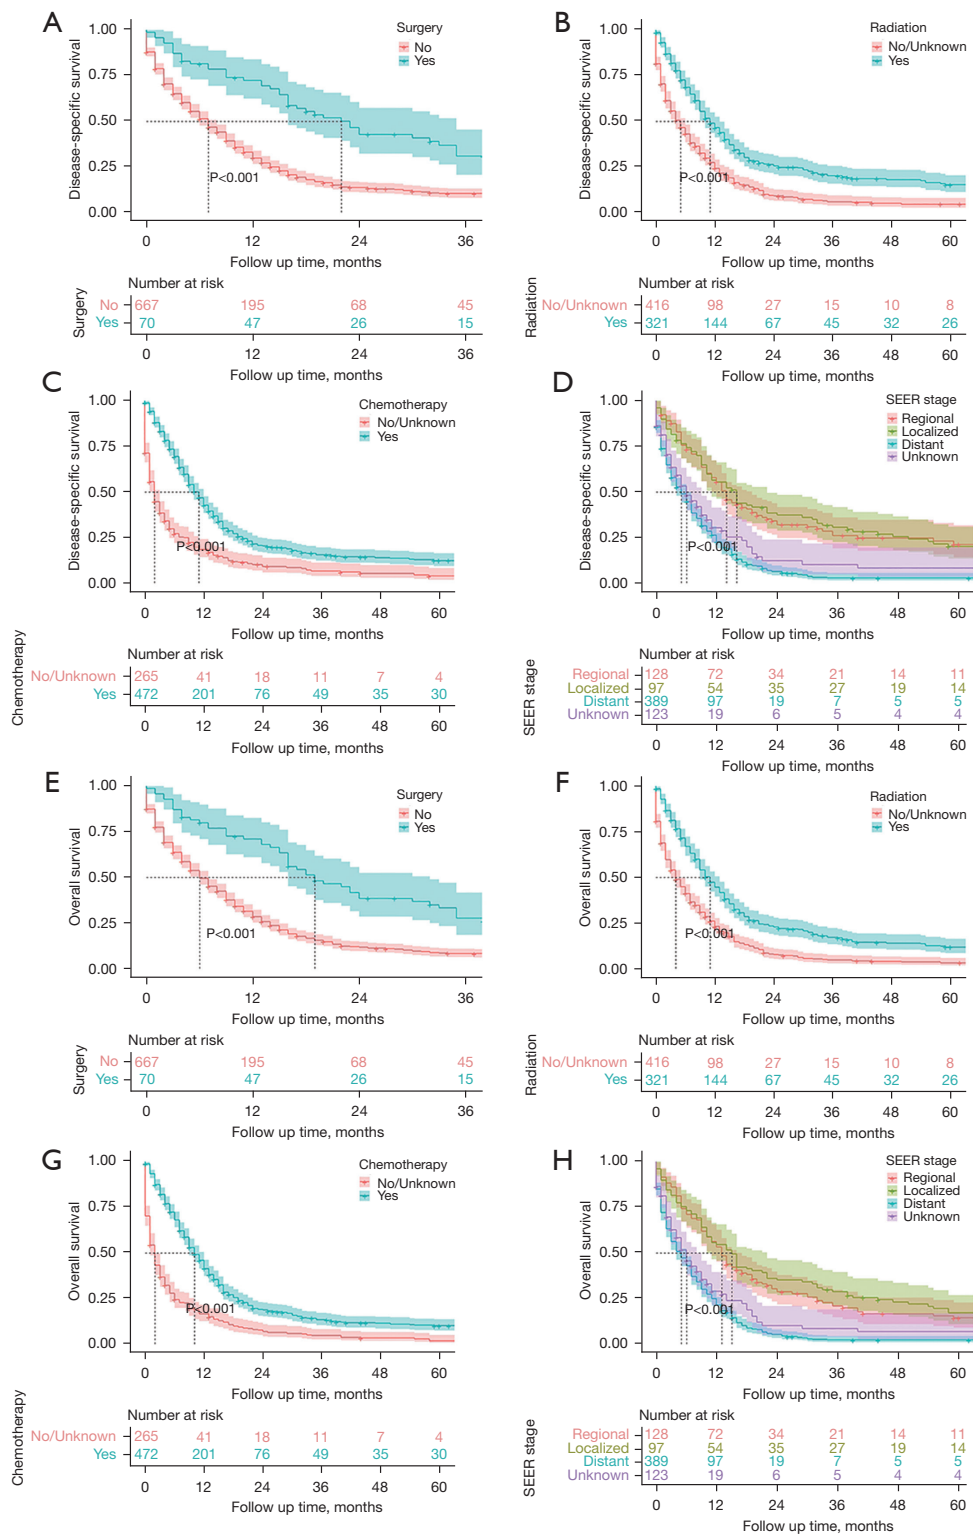 A
Surgery
No
Yes
Disease-specific survival
1.00
0.75
0.50
0.25
0.00
P<0.001
0 12 24 36
Follow up time, months
Number at risk
Surgery
No 667 195 68 45
Yes 70 47 26 15
0 12 24 36
Follow up time, months
B
Radiation
No/Unknown
Yes
Disease-specific survival
1.00
0.75
0.50
0.25
0.00
P<0.001
0 12 24 36 48 60
Follow up time, months
Number at risk
Radiation
No/Unknown 416 98 27 15 10 8
Yes 321 144 67 45 32 26
0 12 24 36 48 60
Follow up time, months
C
Chemotherapy
No/Unknown
Yes
Disease-specific survival
1.00
0.75
0.50
0.25
0.00
P<0.001
0 12 24 36 48 60
Follow up time, months
Number at risk
Chemotherapy
No/Unknown 265 41 18 11 7 4
Yes 472 201 76 49 35 30
0 12 24 36 48 60
Follow up time, months
D
SEER stage
Regional
Localized
Distant
Unknown
Disease-specific survival
1.00
0.75
0.50
0.25
0.00
P<0.001
0 12 24 36 48 60
Follow up time, months
Number at risk
SEER stage
Regional 128 72 34 21 14 11
Localized 97 54 35 27 19 14
Distant 389 97 19 7 5 5
Unknown 123 19 6 5 4 4
0 12 24 36 48 60
Follow up time, months
E
Surgery
No
Yes
Overall survival
1.00
0.75
0.50
0.25
0.00
P<0.001
0 12 24 36
Follow up time, months
Number at risk
Surgery
No 667 195 68 45
Yes 70 47 26 15
0 12 24 36
Follow up time, months
F
Radiation
No/Unknown
Yes
Overall survival
1.00
0.75
0.50
0.25
0.00
P<0.001
0 12 24 36 48 60
Follow up time, months
Number at risk
Radiation
No/Unknown 416 98 27 15 10 8
Yes 321 144 67 45 32 26
0 12 24 36 48 60
Follow up time, months
G
Chemotherapy
No/Unknown
Yes
Overall survival
1.00
0.75
0.50
0.25
0.00
P<0.001
0 12 24 36 48 60
Follow up time, months
Number at risk
Chemotherapy
No/Unknown 265 41 18 11 7 4
Yes 472 201 76 49 35 30
0 12 24 36 48 60
Follow up time, months
H
SEER stage
Regional
Localized
Distant
Unknown
Overall survival
1.00
0.75
0.50
0.25
0.00
P<0.001
0 12 24 36 48 60
Follow up time, months
Number at risk
SEER stage
Regional 128 72 34 21 14 11
Localized 97 54 35 27 19 14
Distant 389 97 19 7 5 5
Unknown 123 19 6 5 4 4
0 12 24 36 48 60
Follow up time, months